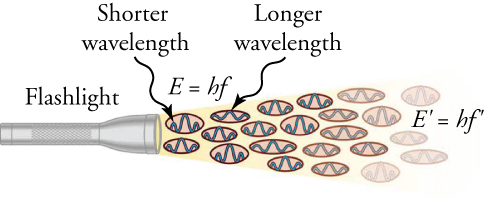 Shorter
wavelength
Longer
wavelength
E = hf
Flashlight
E' = hf'